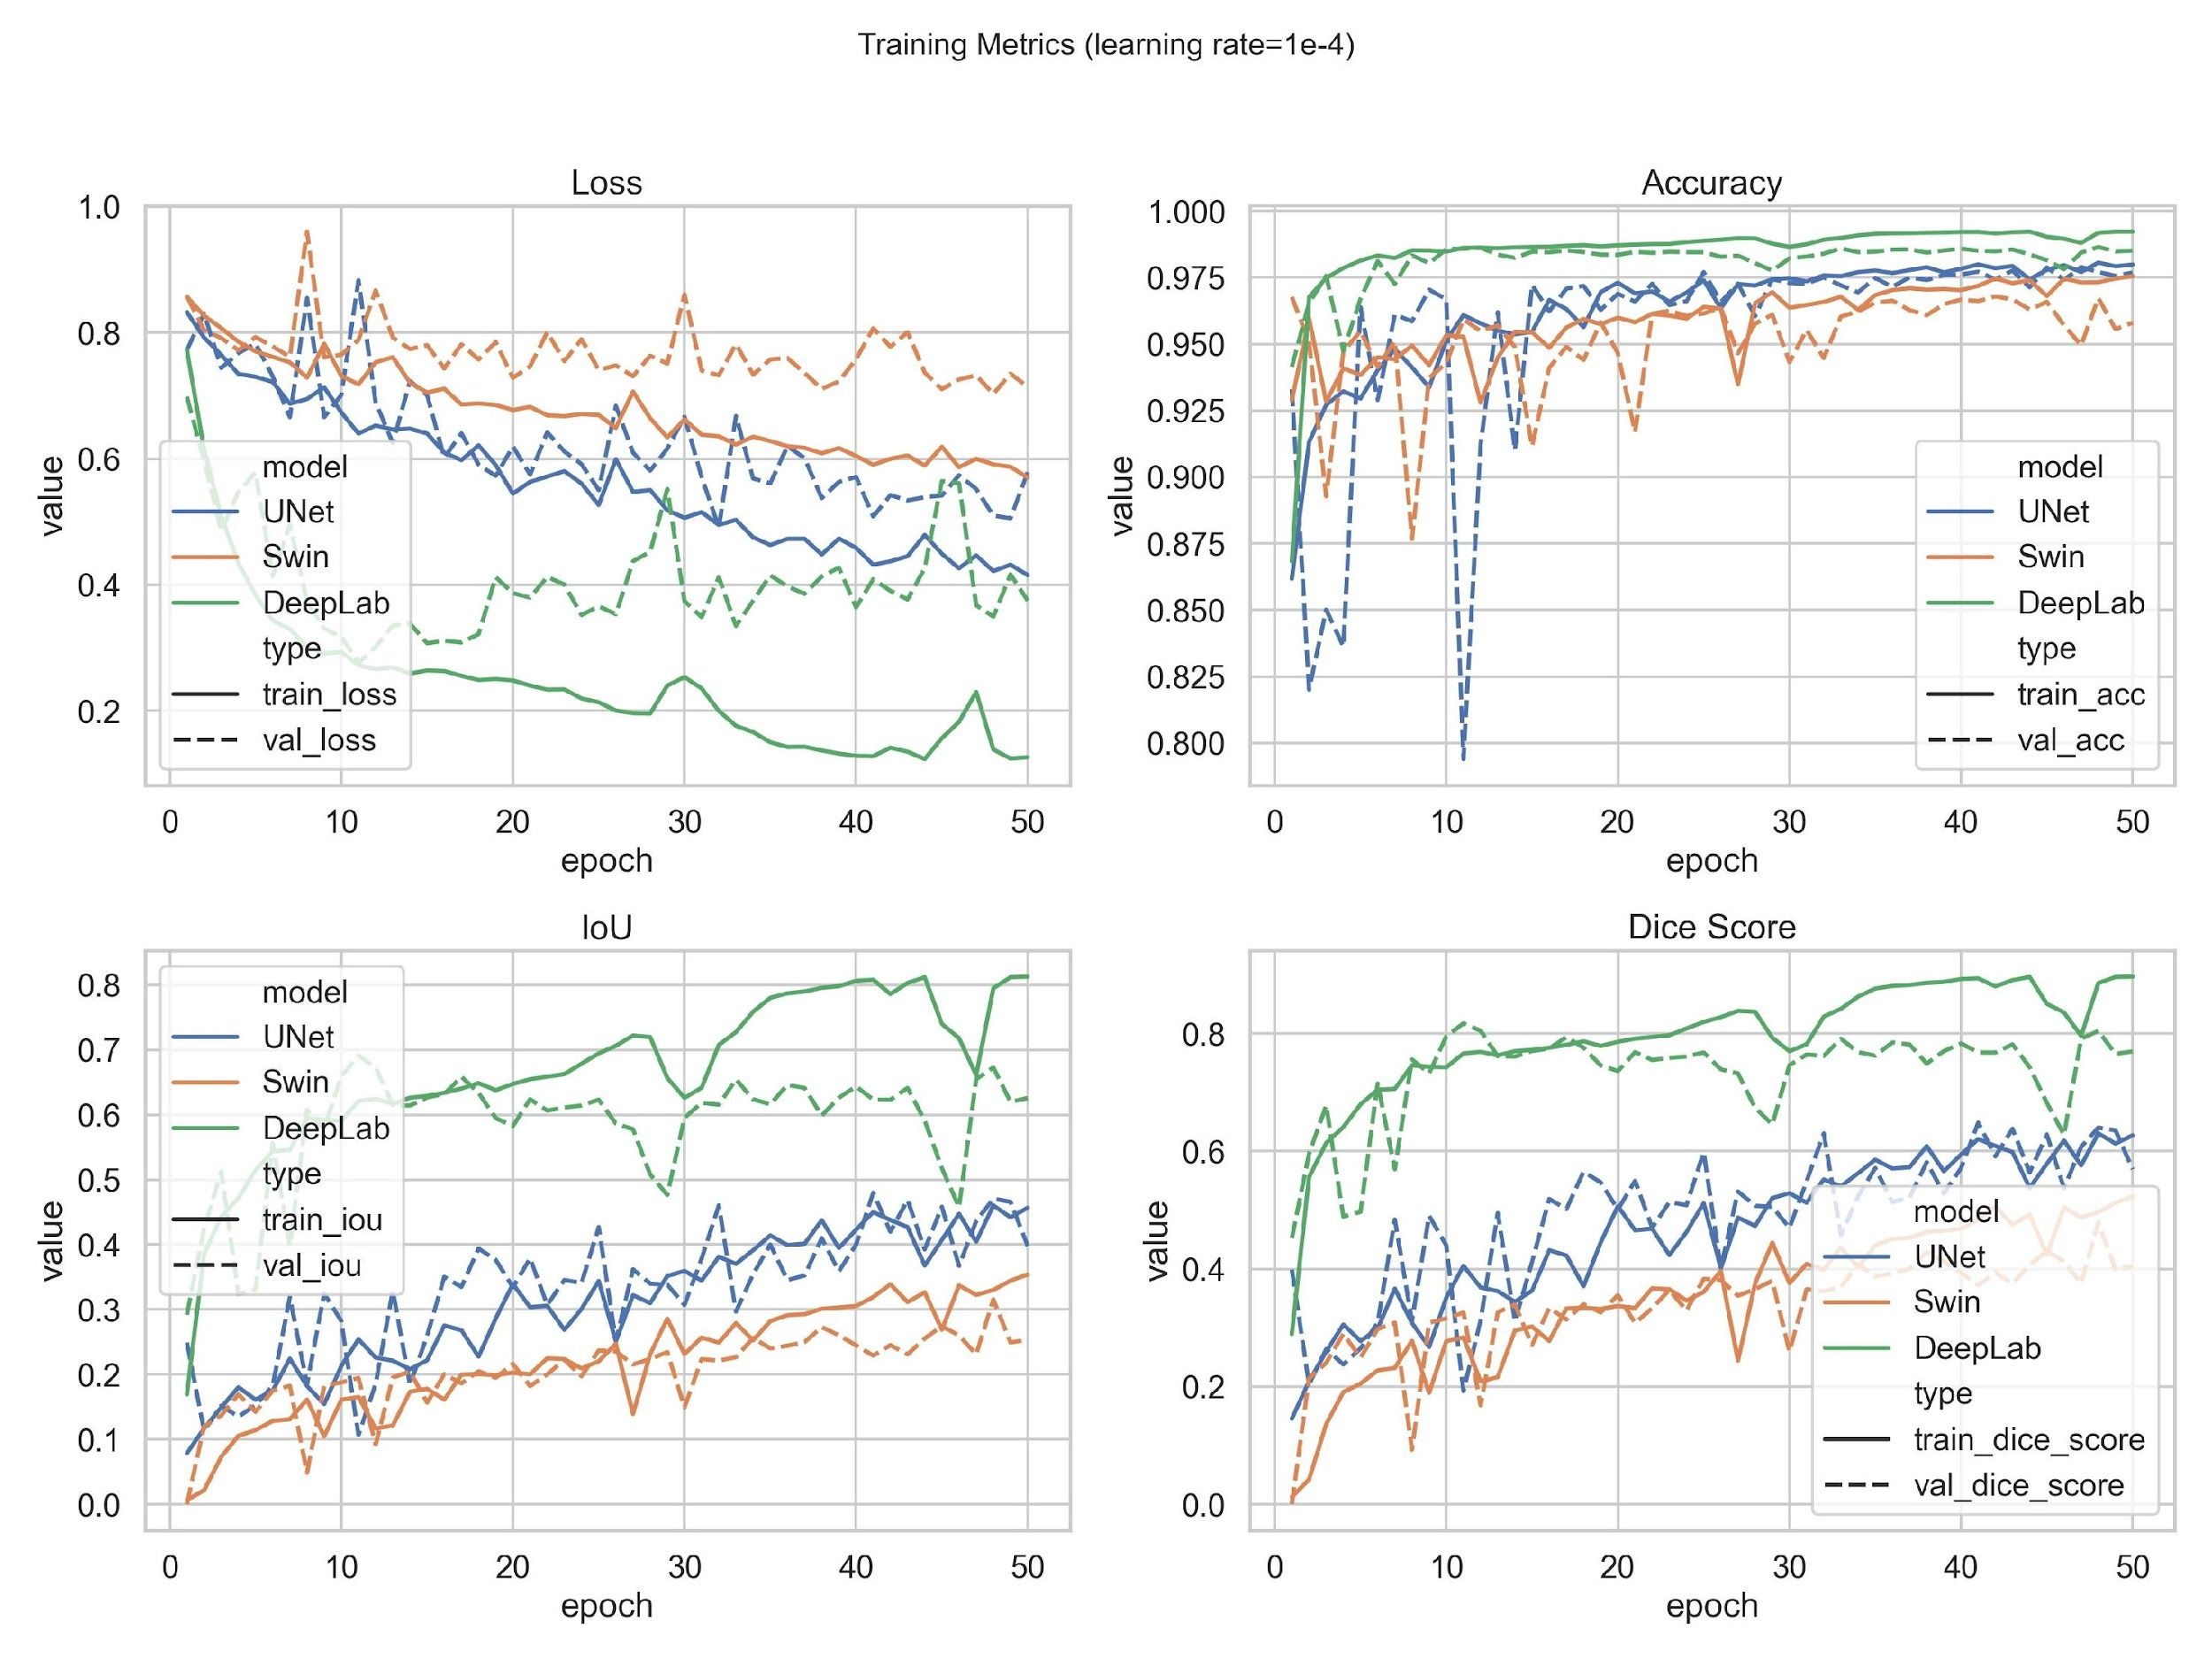 Training Metrics (learning rate=1e-4)
Loss
1.0
0.8
0.6
0.4
0.2
value
model
UNet
Swin
DeepLab
type
train_loss
val_loss
0 10 20 30 40 50
epoch
Accuracy
1.000
0.975
0.950
0.925
0.900
0.875
0.850
0.825
0.800
value
model
UNet
Swin
DeepLab
type
train_acc
val_acc
0 10 20 30 40 50
epoch
IoU
0.8
0.7
0.6
0.5
0.4
0.3
0.2
0.1
0.0
value
model
UNet
Swin
DeepLab
type
train_iou
val_iou
0 10 20 30 40 50
epoch
Dice Score
0.8
0.6
0.4
0.2
0.0
value
model
UNet
Swin
DeepLab
type
train_dice_score
val_dice_score
0 10 20 30 40 50
epoch